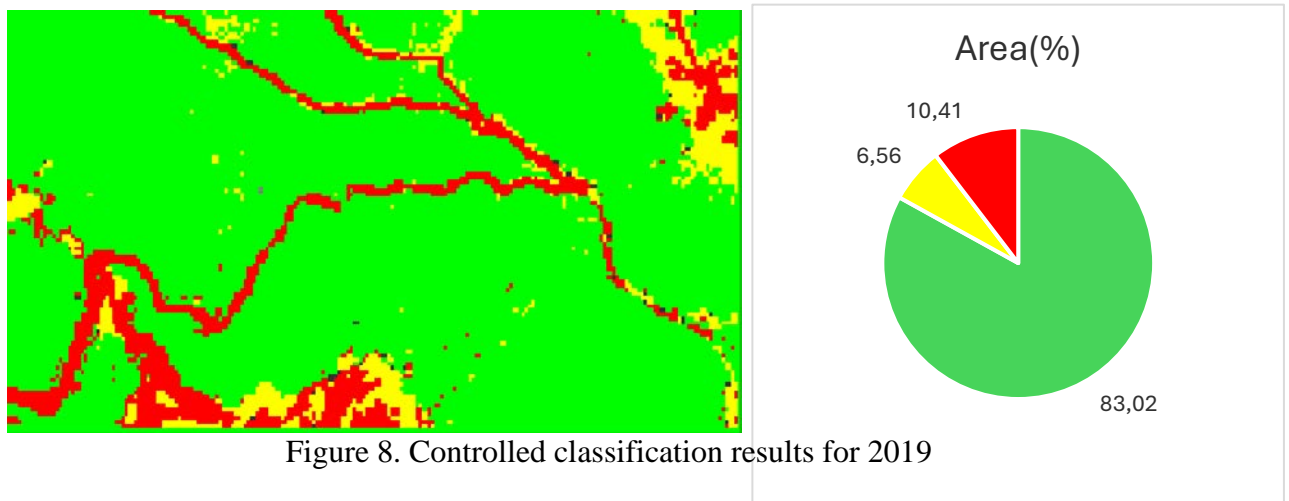 Area(%)
10,41
6,56
83,02
Figure 8. Controlled classification results for 2019